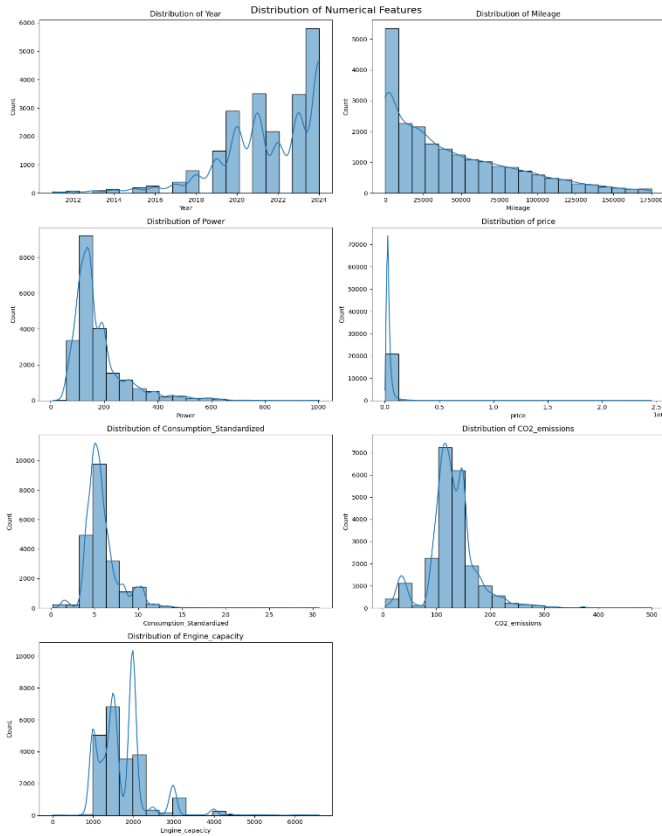 Distribution of Numerical Features
Distribution of Year
6000
5000
4000
3000
2000
1000
0
Count
2012 2014 2016 2018 2020 2022 2024
Year
Distribution of Mileage
5000
4000
3000
2000
1000
0
Count
0 25000 50000 75000 100000 125000 150000 175000
Mileage
Distribution of Power
8000
6000
4000
2000
0
Count
0 200 400 600 800 1000
Power
Distribution of price
70000
60000
50000
40000
30000
20000
10000
0
Count
0.0 0.5 1.0 1.5 2.0 2.5
price
Distribution of Consumption_Standardized
10000
8000
6000
4000
2000
0
Count
0 5 10 15 20 25 30
Consumption_Standardized
Distribution of CO2_emissions
7000
6000
5000
4000
3000
2000
1000
0
Count
0 100 200 300 400 500
CO2_emissions
Distribution of Engine_capacity
10000
8000
6000
4000
2000
0
Count
0 1000 2000 3000 4000 5000 6000
Engine_capacity